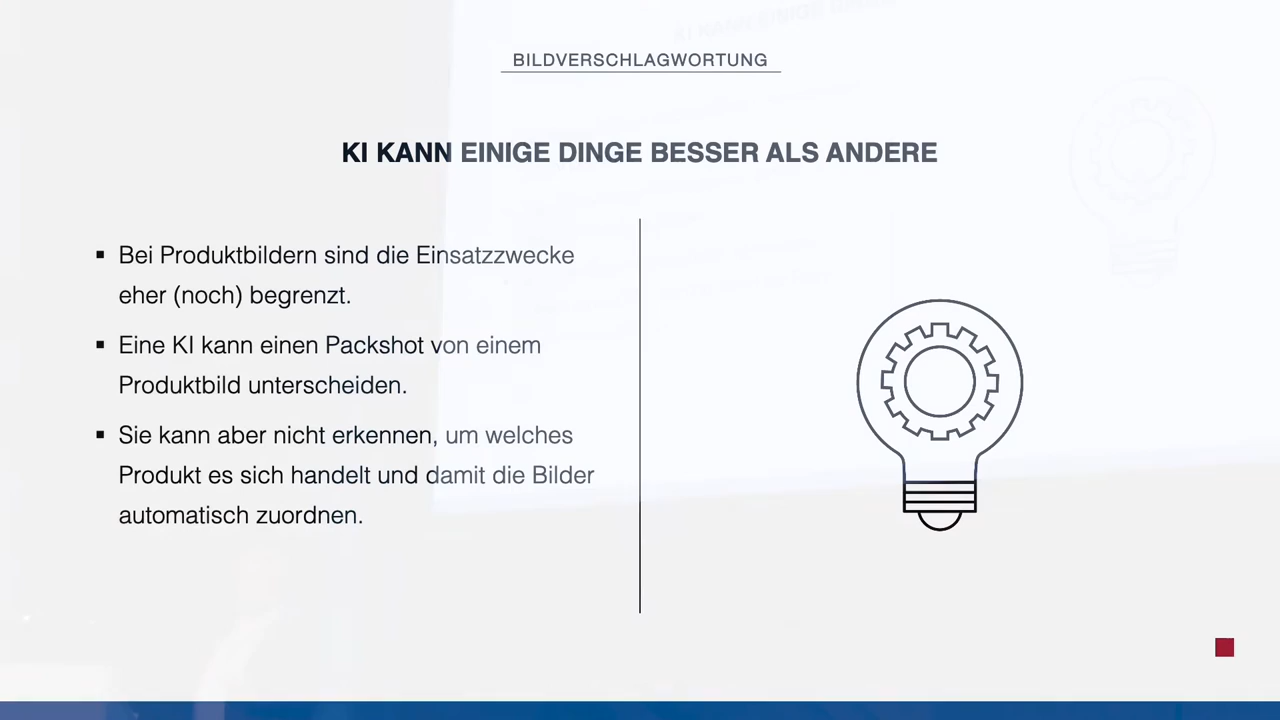 BILDVERSCHLAGWORTUNG
KI KANN EINIGE DINGE BESSER ALS ANDERE
▪ Bei Produktbildern sind die Einsatzzwecke
eher (noch) begrenzt.
▪ Eine KI kann einen Packshot von einem
Produktbild unterscheiden.
▪ Sie kann aber nicht erkennen, um welches
Produkt es sich handelt und damit die Bilder
automatisch zuordnen.